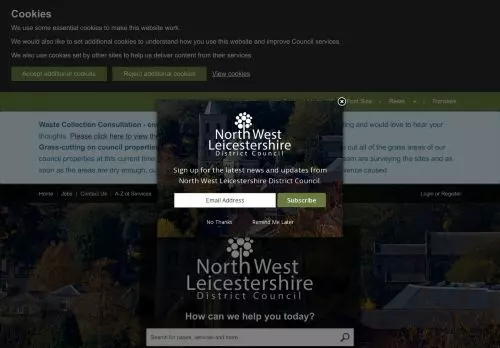 Cookies
We use some essential cookies to make this website work.
We would also like to set additional cookies to understand how you use this website and improve Council services.
We also use cookies set by other sites to help us deliver content from their services.
Accept additional cookies
Reject additional cookies
View cookies
Font Size:
Reset
+
Translate
Waste Collection Consultation - en
ing and would love to hear your
thoughts. Please click here to view the
Grass-cutting on council properties
cut all of the grass areas of our
council properties at this current time
team are surveying the sites and as
soon as the areas are dry enough, ou
ence caused
Home | Jobs | Contact Us | A-Z of Services
Login or Register
North West
Leicestershire
District Council
Sign up for the latest news and updates from
North West Leicestershire District Council
Email Address
Subscribe
No Thanks
Remind Me Later
North West
Leicestershire
District Council
How can we help you today?
Search for pages, services and more